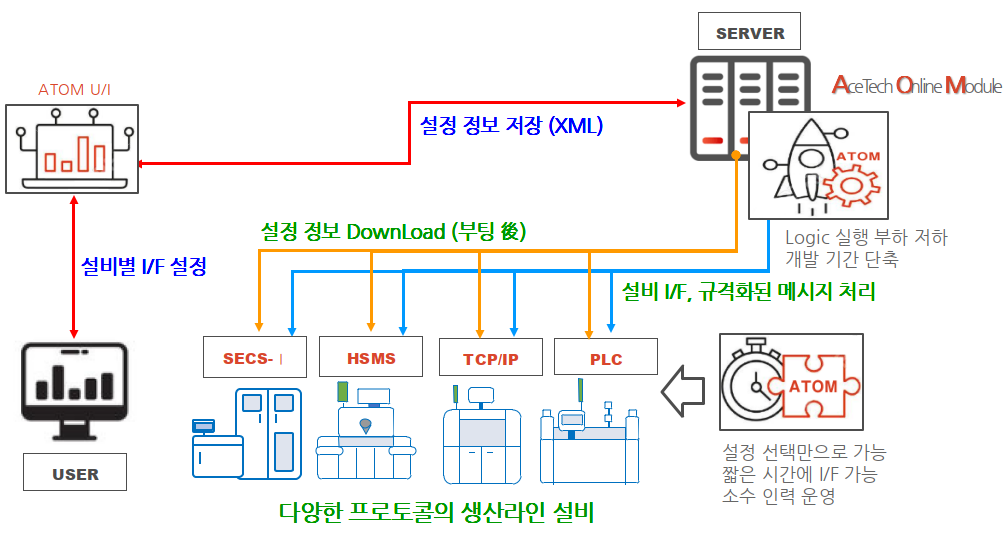 SERVER
ATOM U/I
AceTech Online Module
설정 정보 저장 (XML)
ATOM
설정 정보 DownLoad (부팅 後)
Logic 실행 부하 저하
개발 기간 단축
설비별 I/F 설정
설비 I/F, 규격화된 메시지 처리
SECS-Ⅰ
HSMS
TCP/IP
PLC
ATOM
USER
설정 선택만으로 가능
짧은 시간에 I/F 가능
소수 인력 운영
다양한 프로토콜의 생산라인 설비